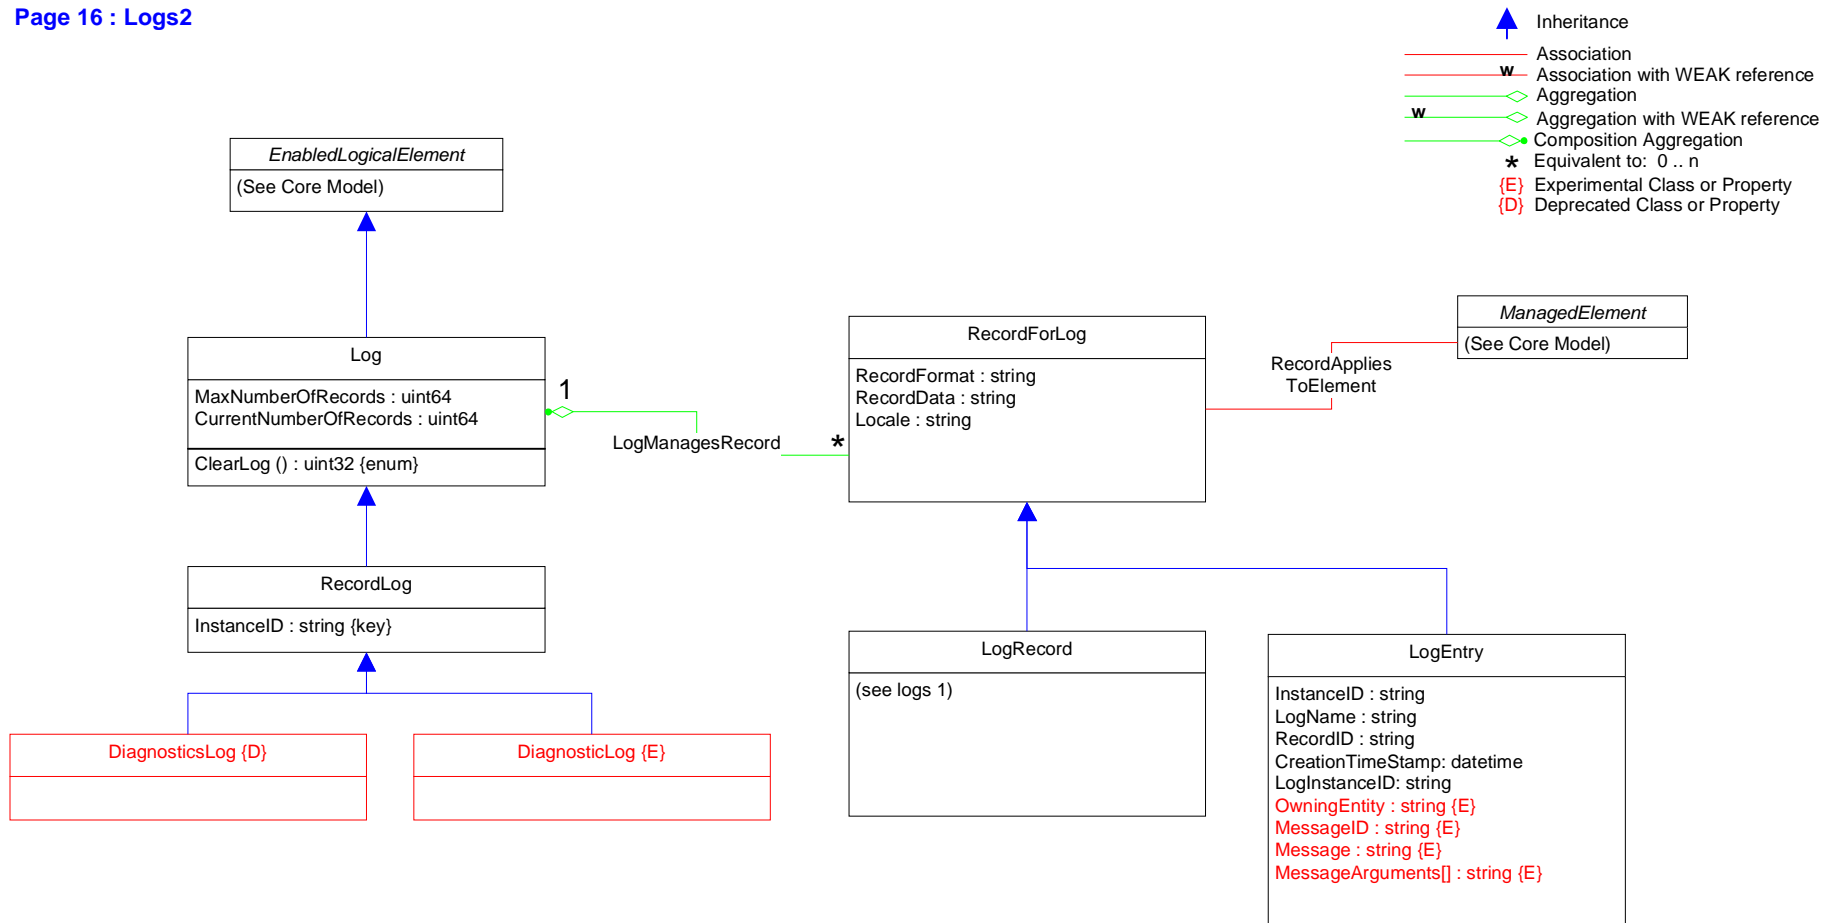 Page 16 : Logs2
Inheritance
Association
w Association with WEAK reference
Aggregation
w Aggregation with WEAK reference
Composition Aggregation
* Equivalent to: 0 .. n
{E} Experimental Class or Property
{D} Deprecated Class or Property
EnabledLogicalElement
(See Core Model)
Log
MaxNumberOfRecords : uint64
CurrentNumberOfRecords : uint64
ClearLog () : uint32 {enum}
1
LogManagesRecord
*
RecordForLog
RecordFormat : string
RecordData : string
Locale : string
RecordApplies
ToElement
ManagedElement
(See Core Model)
RecordLog
InstanceID : string {key}
DiagnosticsLog {D}
DiagnosticLog {E}
LogRecord
(see logs 1)
LogEntry
InstanceID : string
LogName : string
RecordID : string
CreationTimeStamp: datetime
LogInstanceID: string
OwningEntity : string {E}
MessageID : string {E}
Message : string {E}
MessageArguments[] : string {E}